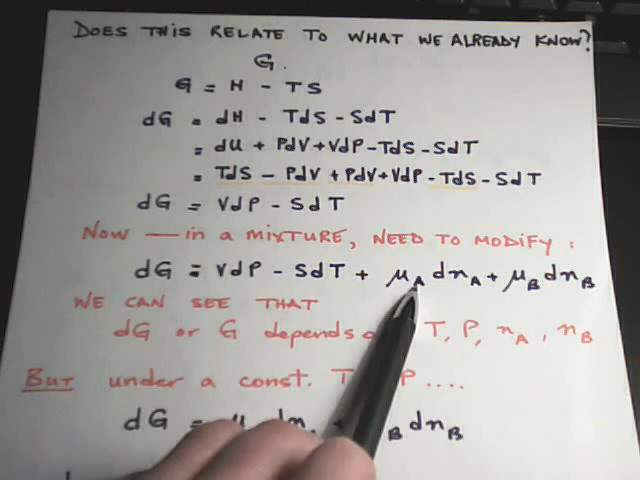 DOES THIS RELATE TO WHAT WE ALREADY KNOW?
G.
G = H - TS
dG = dH - TdS - SdT
= dU + PdV + VdP - TdS - SdT
= TdS - PdV + PdV + VdP - TdS - SdT
dG = VdP - SdT
NOW — in a MIXTURE, NEED TO MODIFY:
dG = VdP - SdT + μA dnA + μB dnB
WE CAN SEE THAT
dG or G depends T, P, nA, nB
BUT under a const. T P ....
dG = dn B dnB